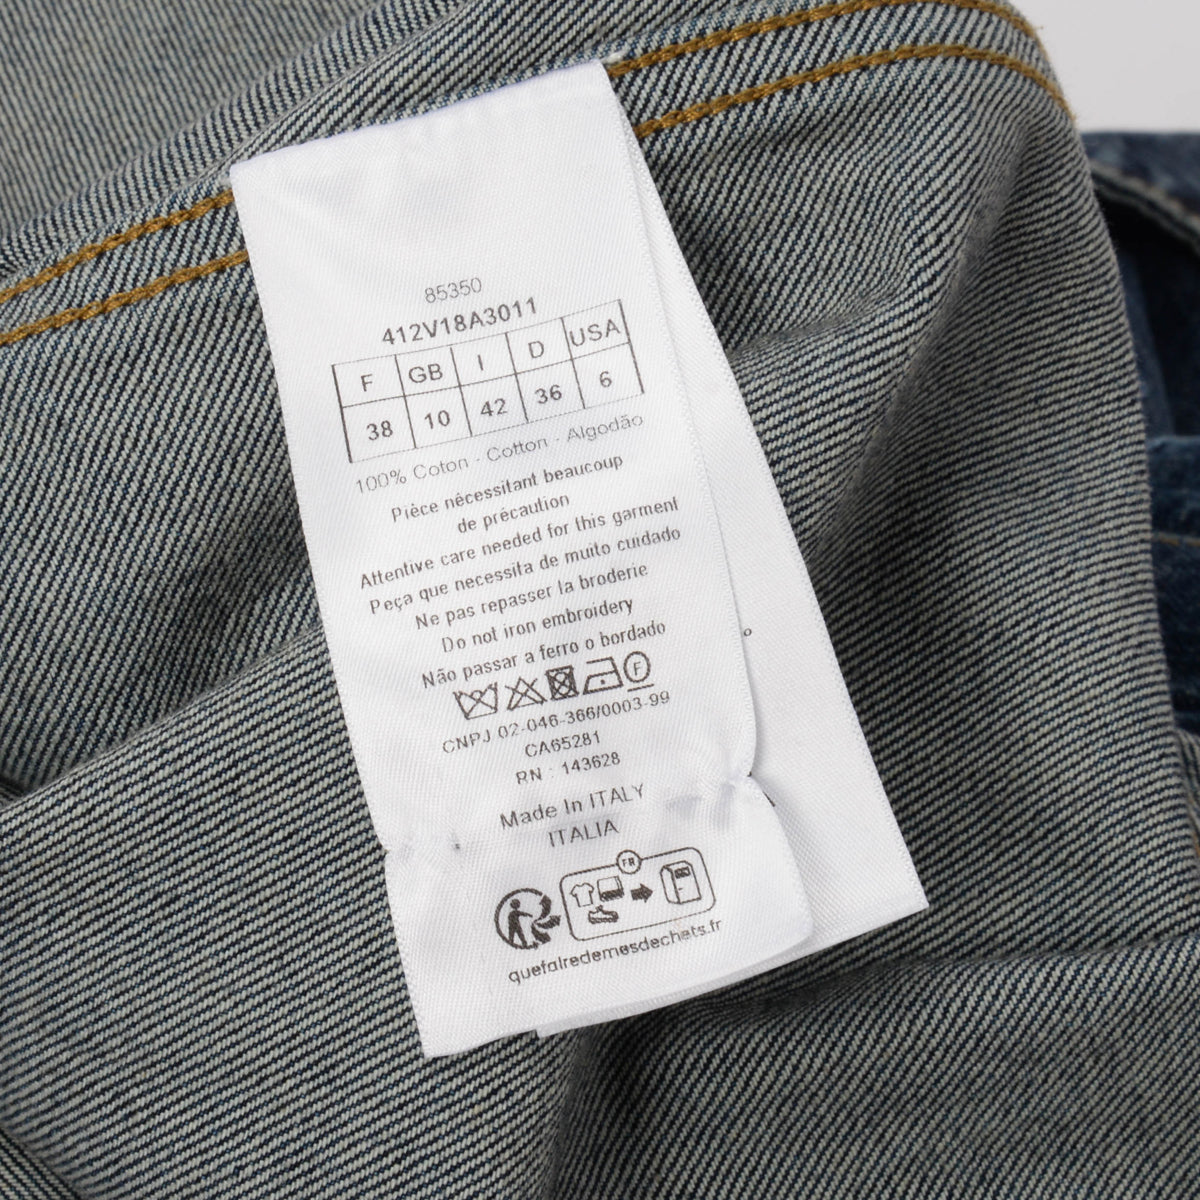 85350
412V18A3011
F GB I D USA
38 10 42 36 6
100% Coton - Cotton - Algodão
Pièce nécessitant beaucoup
de précaution
Attentive care needed for this garment
Peça que necessita de muito cuidado
Ne pas repasser la broderie
Do not iron embroidery
Não passar a ferro o bordado
F
CNPJ 02-046-366/0003-99
CA65281
RN : 143628
Made In ITALY
ITALIA
FR
quefairedemesdechets.fr